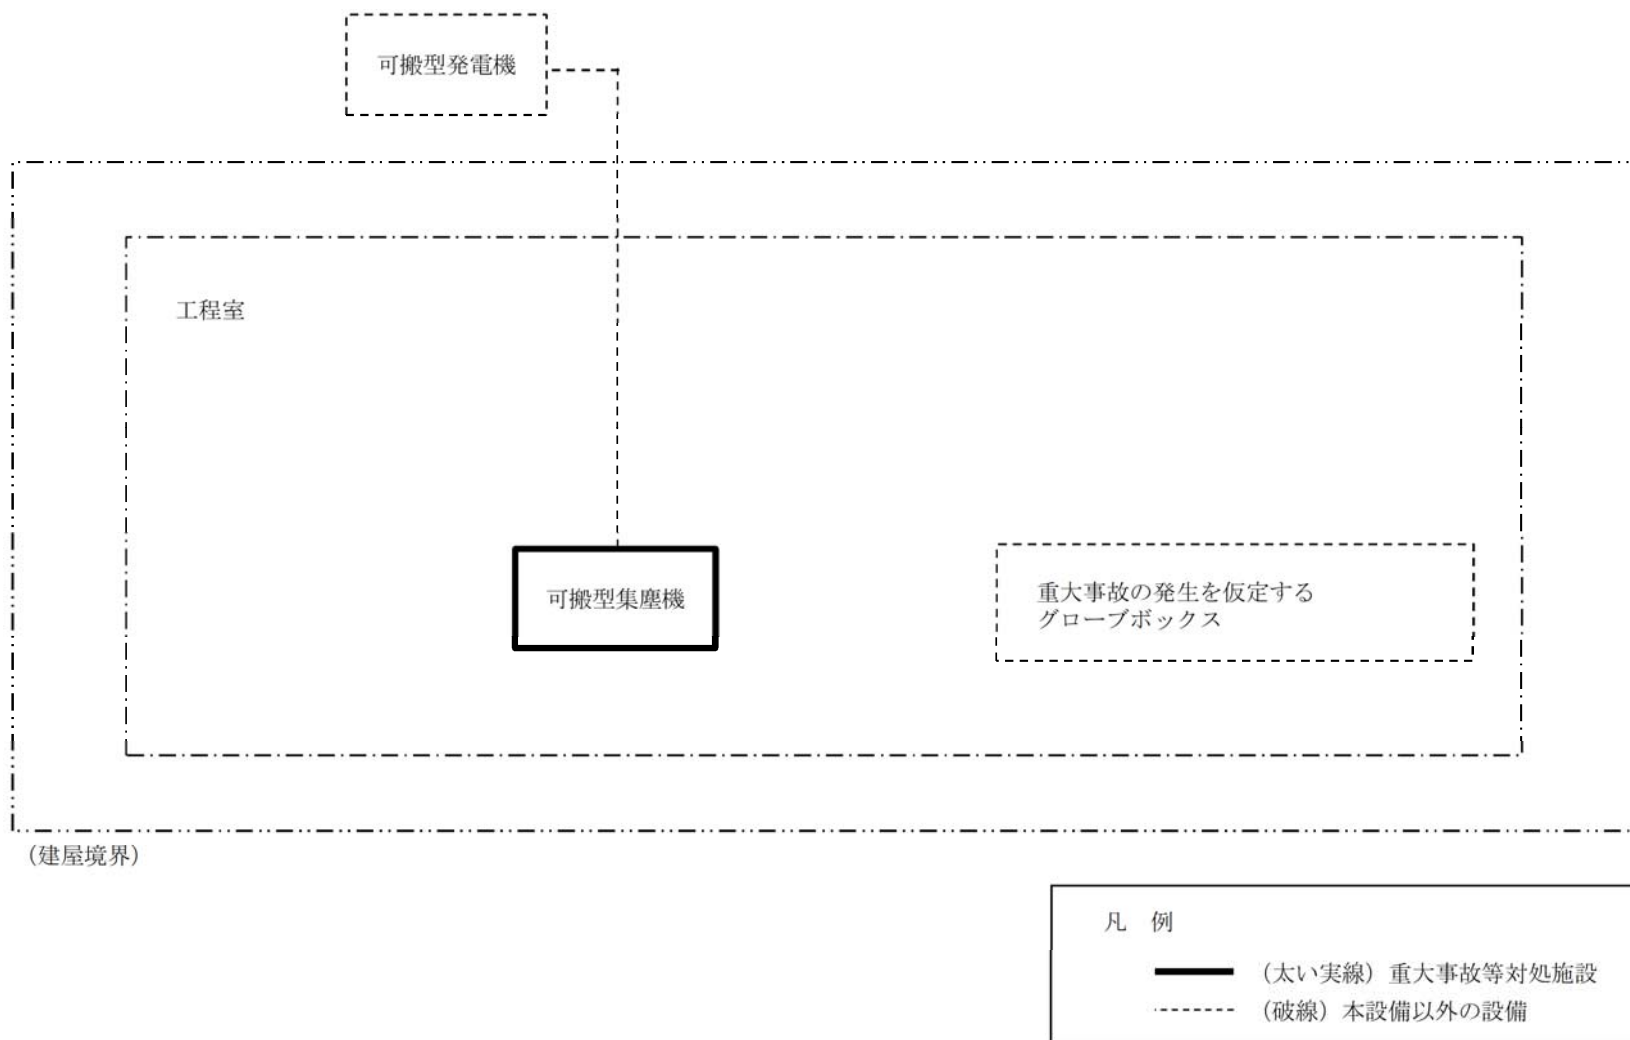 可搬型発電機
工程室
可搬型集塵機
重大事故の発生を仮定する
グローブボックス
（建屋境界）
凡　例
（太い実線）重大事故等対処施設
（破線）本設備以外の設備